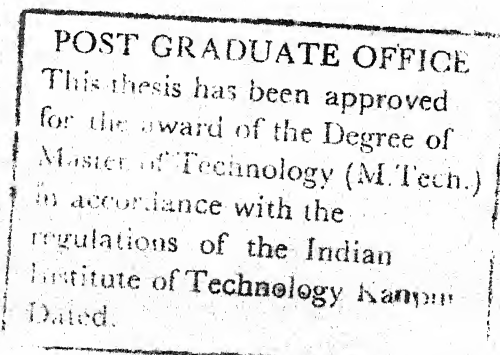 POST GRADUATE OFFICE
This thesis has been approved
for the award of the Degree of
Master of Technology (M.Tech.)
in accordance with the
regulations of the Indian
Institute of Technology Kanpur
Dated.